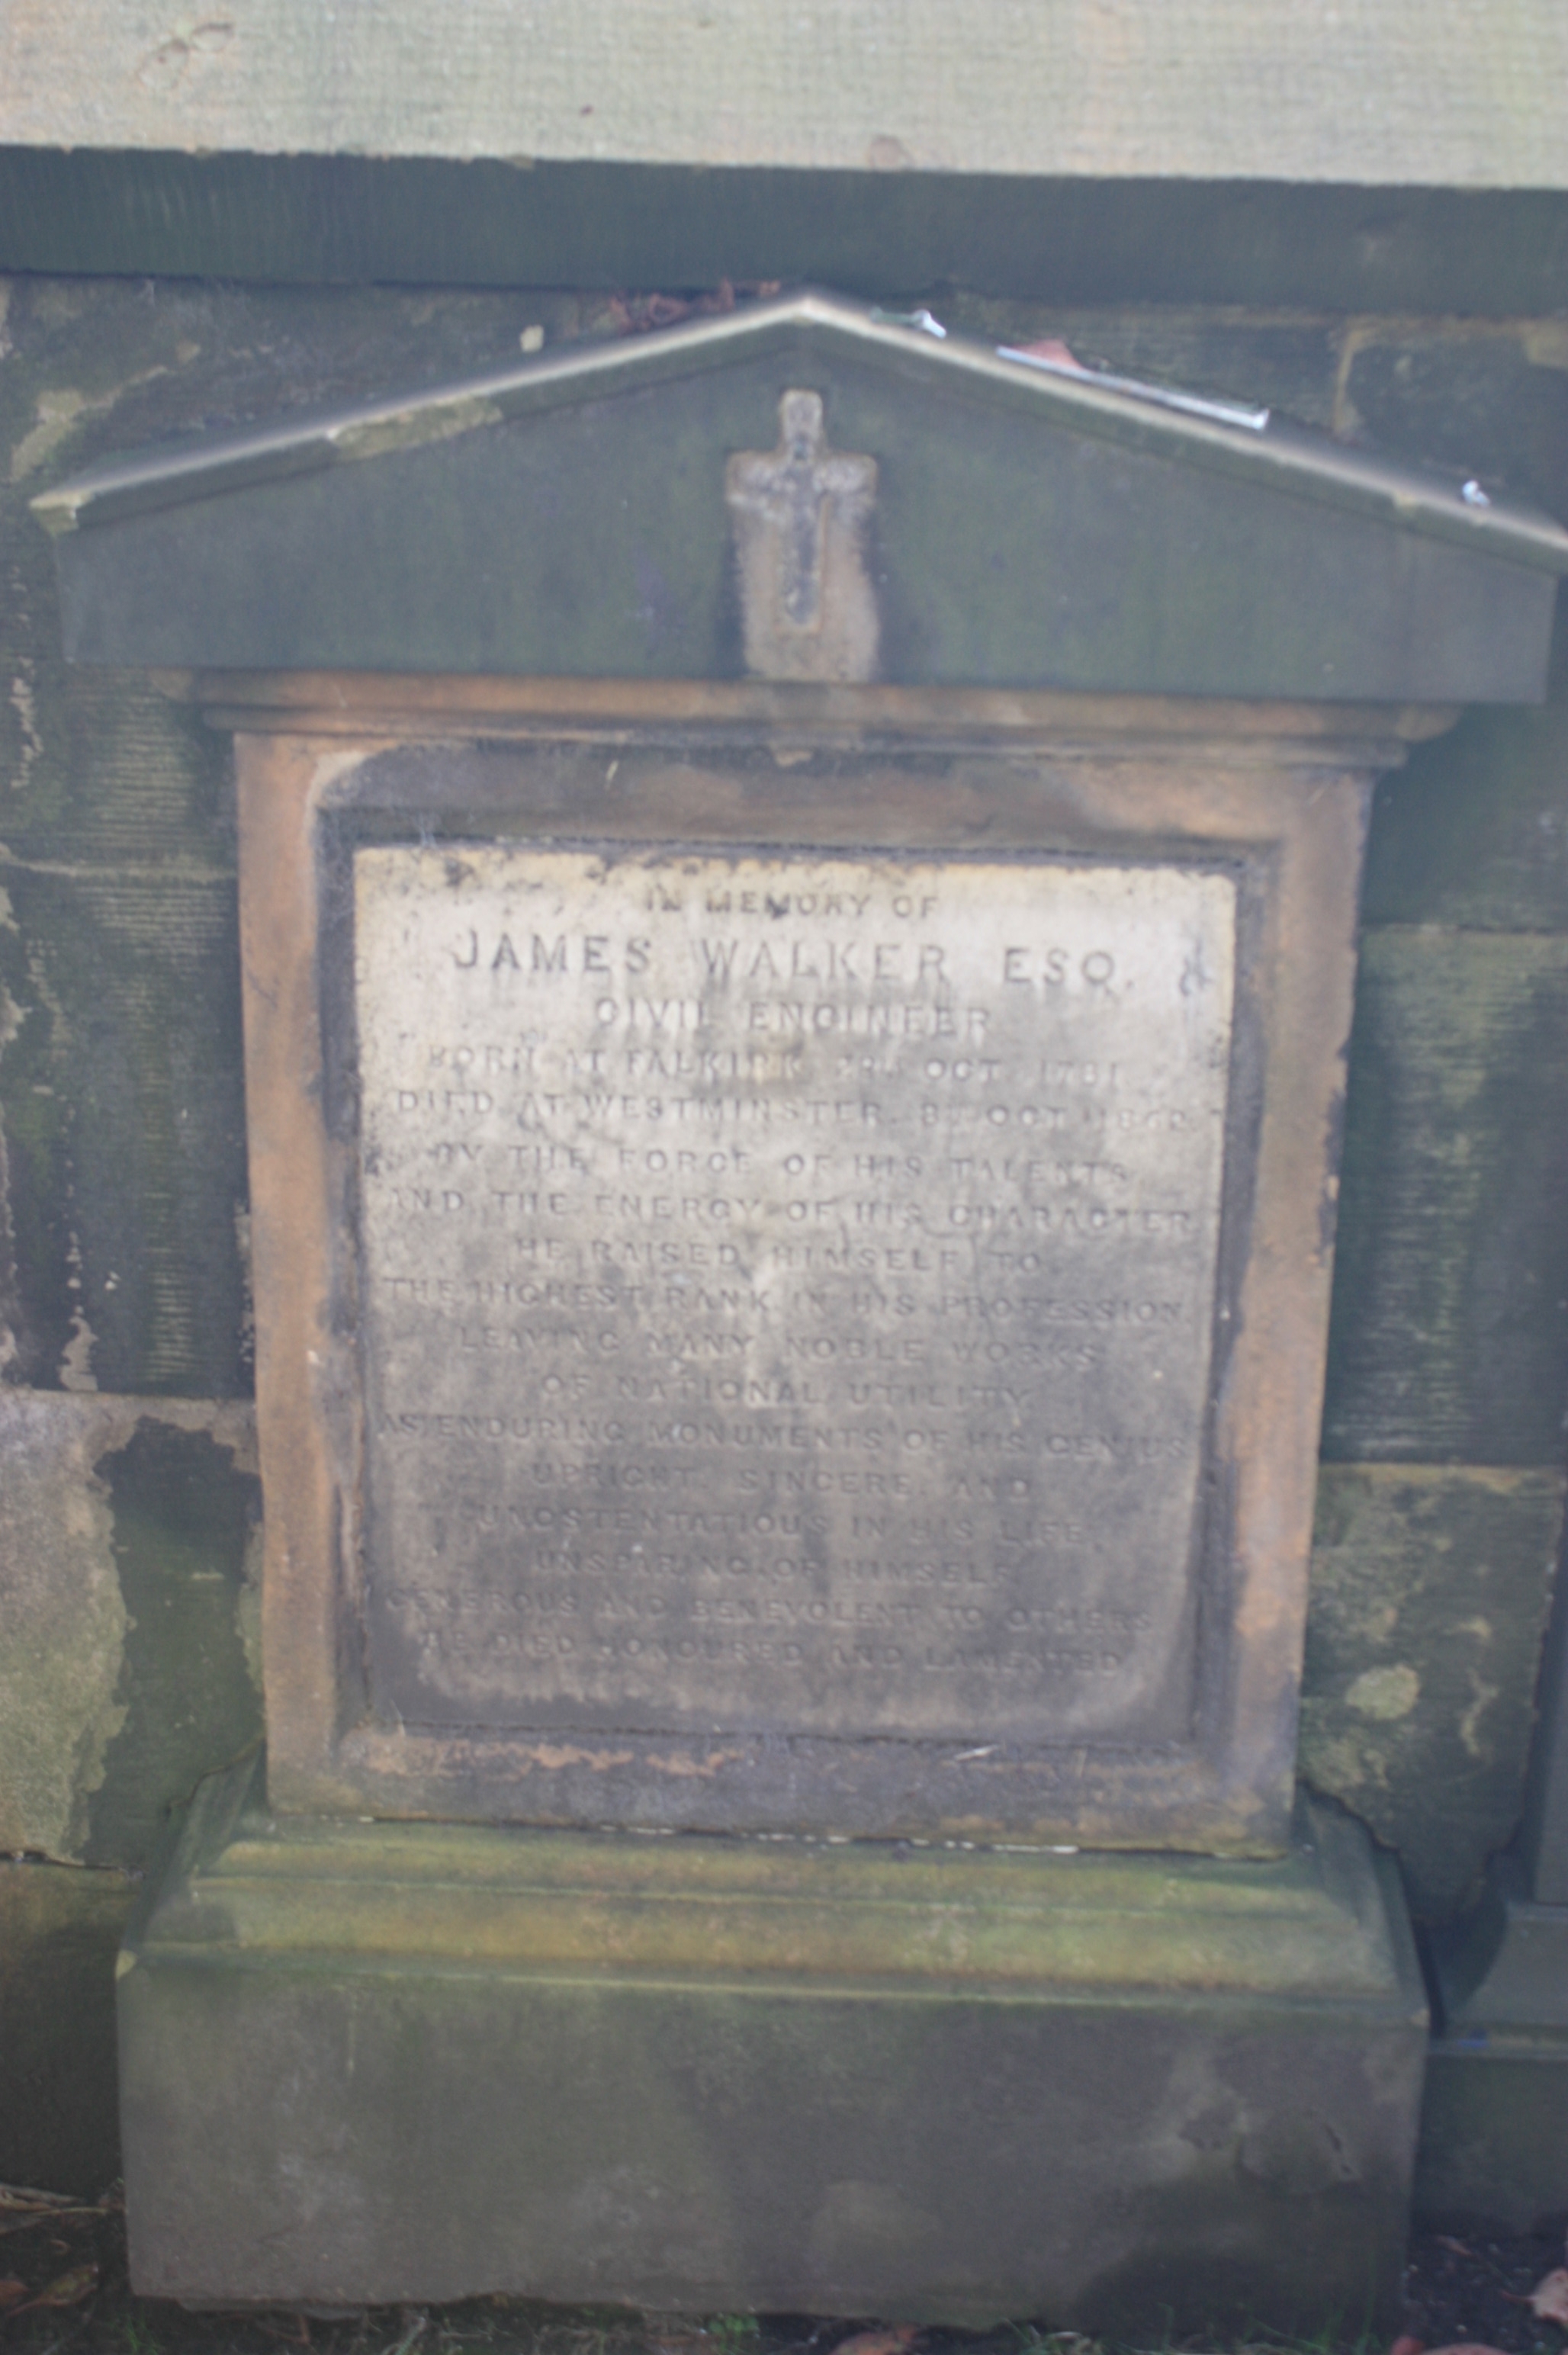 IN MEMORY OF
JAMES WALKER ESQ.
CIVIL ENGINEER
BORN AT FALKIRK OCT. 1781
DIED AT WESTMINSTER. 8 OCT 1862
BY THE FORCE OF HIS TALENTS
AND THE ENERGY OF HIS CHARACTER
HE RAISED HIMSELF TO
THE HIGHEST RANK IN HIS PROFESSION
LEAVING MANY NOBLE WORKS
OF NATIONAL UTILITY
AS ENDURING MONUMENTS OF HIS GENIUS
UPRIGHT, SINCERE, AND
UNOSTENTATIOUS IN HIS LIFE,
UNSPARING OF HIMSELF
GENEROUS AND BENEVOLENT TO OTHERS
HE DIED HONOURED AND LAMENTED